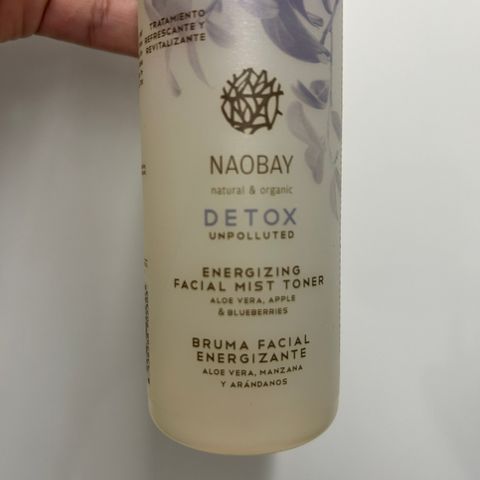 TRATAMIENTO
REFRESCANTE Y
REVITALIZANTE
NAOBAY
natural & organic
DETOX
UNPOLLUTED
ENERGIZING
FACIAL MIST TONER
ALOE VERA, APPLE
& BLUEBERRIES
BRUMA FACIAL
ENERGIZANTE
ALOE VERA, MANZANA
Y ARÁNDANOS